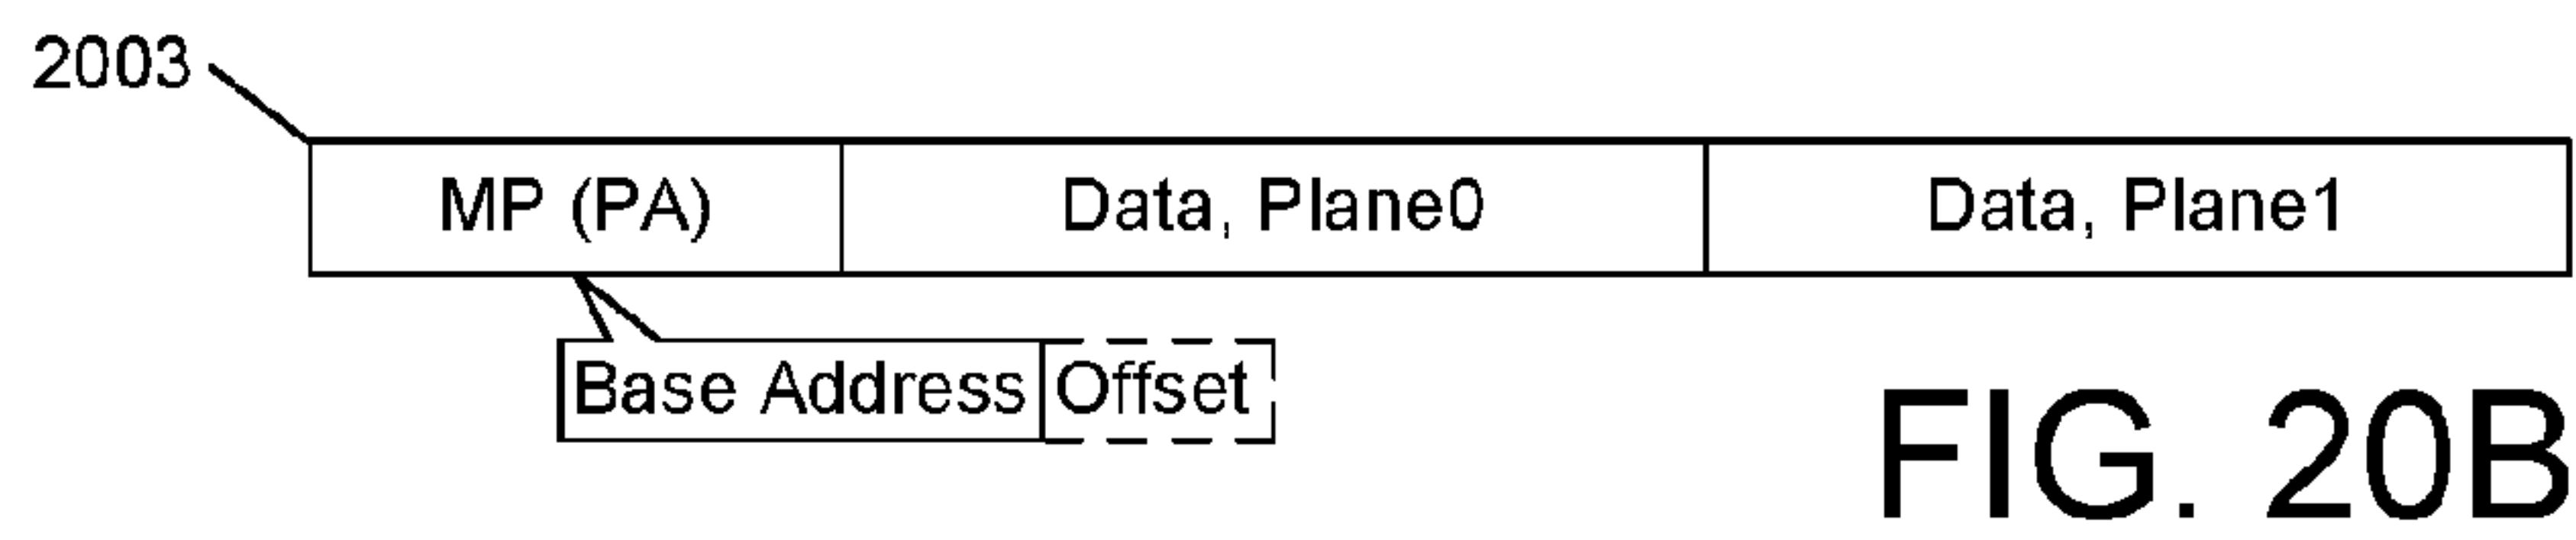 2003
MP (PA) Data, Plane0 Data, Plane1
Base Address Offset
FIG. 20B